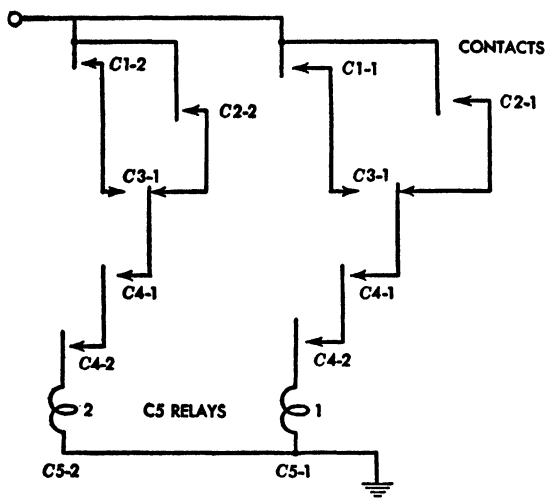 CONTACTS
C1-2
C1-1
C2-2
C2-1
C3-1
C3-1
C4-1
C4-1
C4-2
C4-2
2
C5 RELAYS
1
C5-2
C5-1